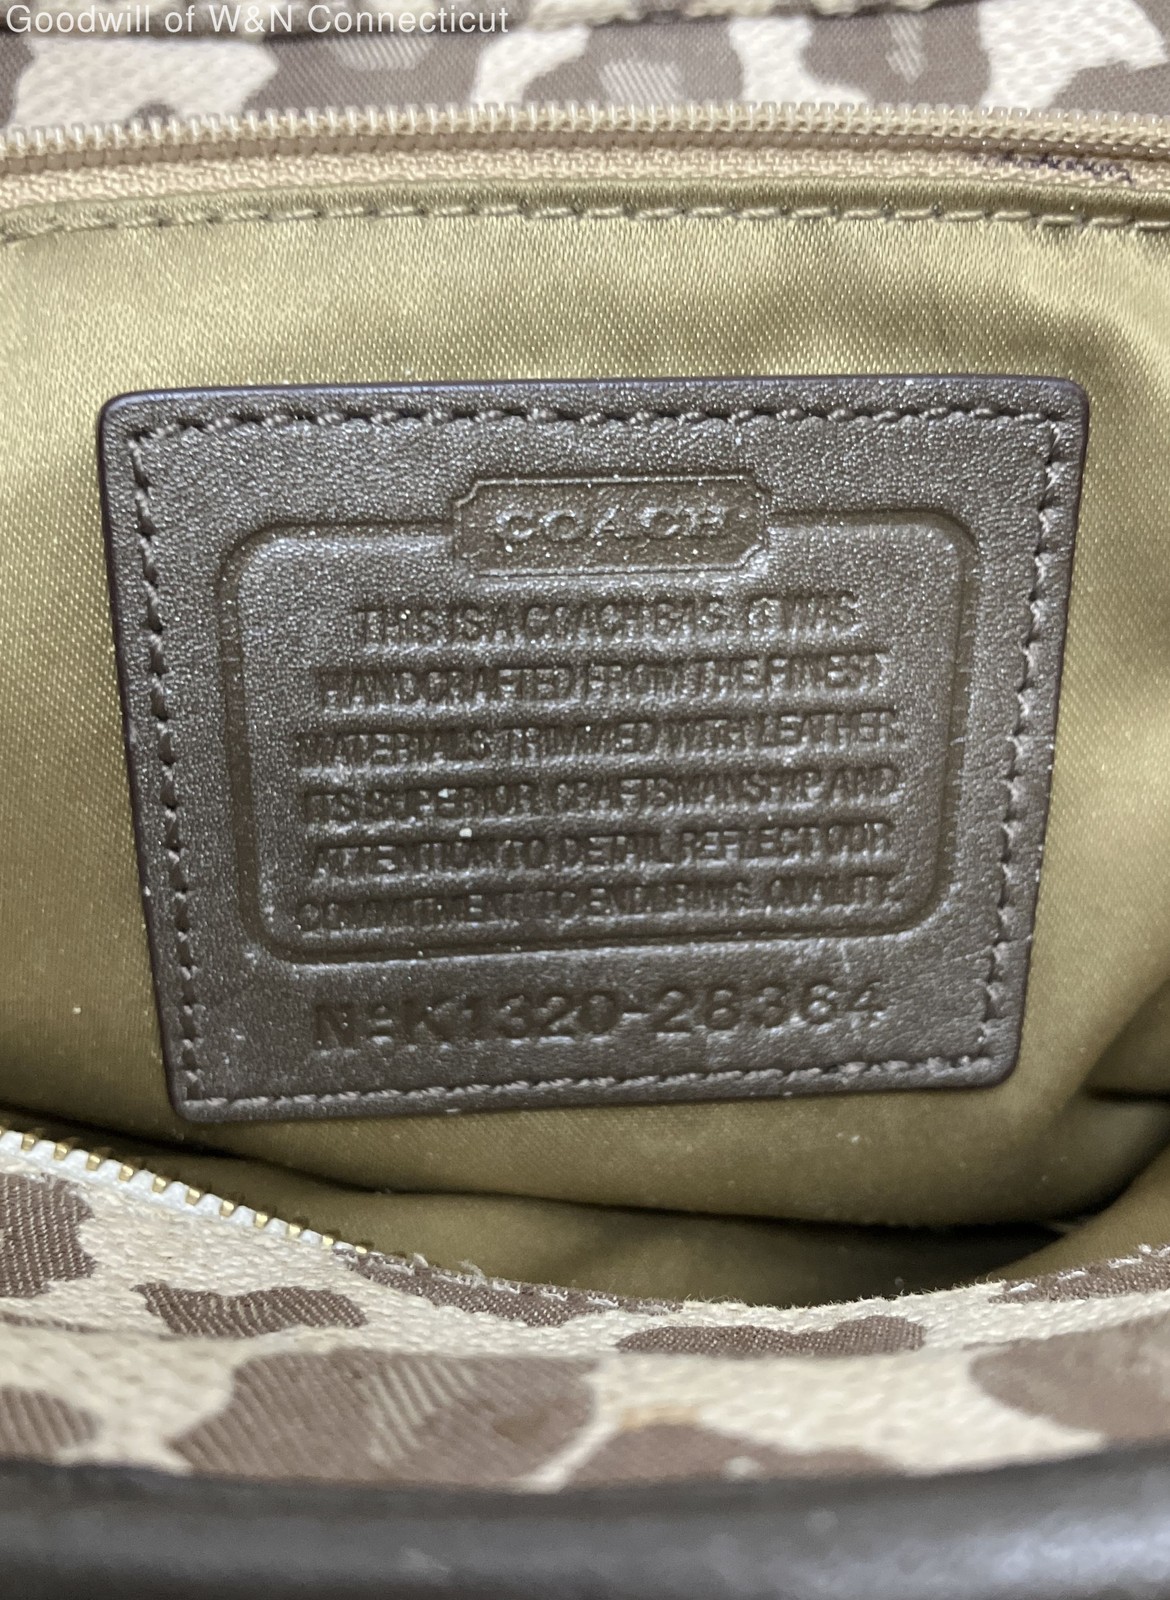 Goodwill of W&N Connecticut
COACH
THIS IS A COACH BAG. IT WAS
HANDCRAFTED FROM THE FINEST
MATERIALS TRIMMED WITH LEATHER.
ITS SUPERIOR CRAFTSMANSHIP AND
ATTENTION TO DETAIL REFLECT OUR
COMMITMENT TO ENDURING QUALITY.
Nº K1320-28364